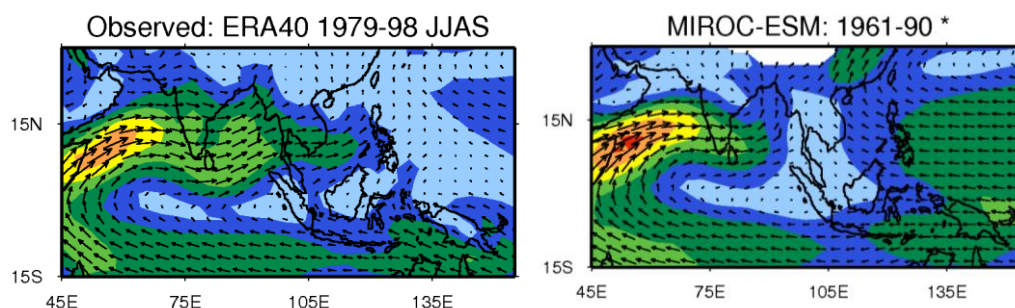 Observed: ERA40 1979-98 JJAS
15N
15S
45E 75E 105E 135E
MIROC-ESM: 1961-90 *
15N
15S
45E 75E 105E 135E